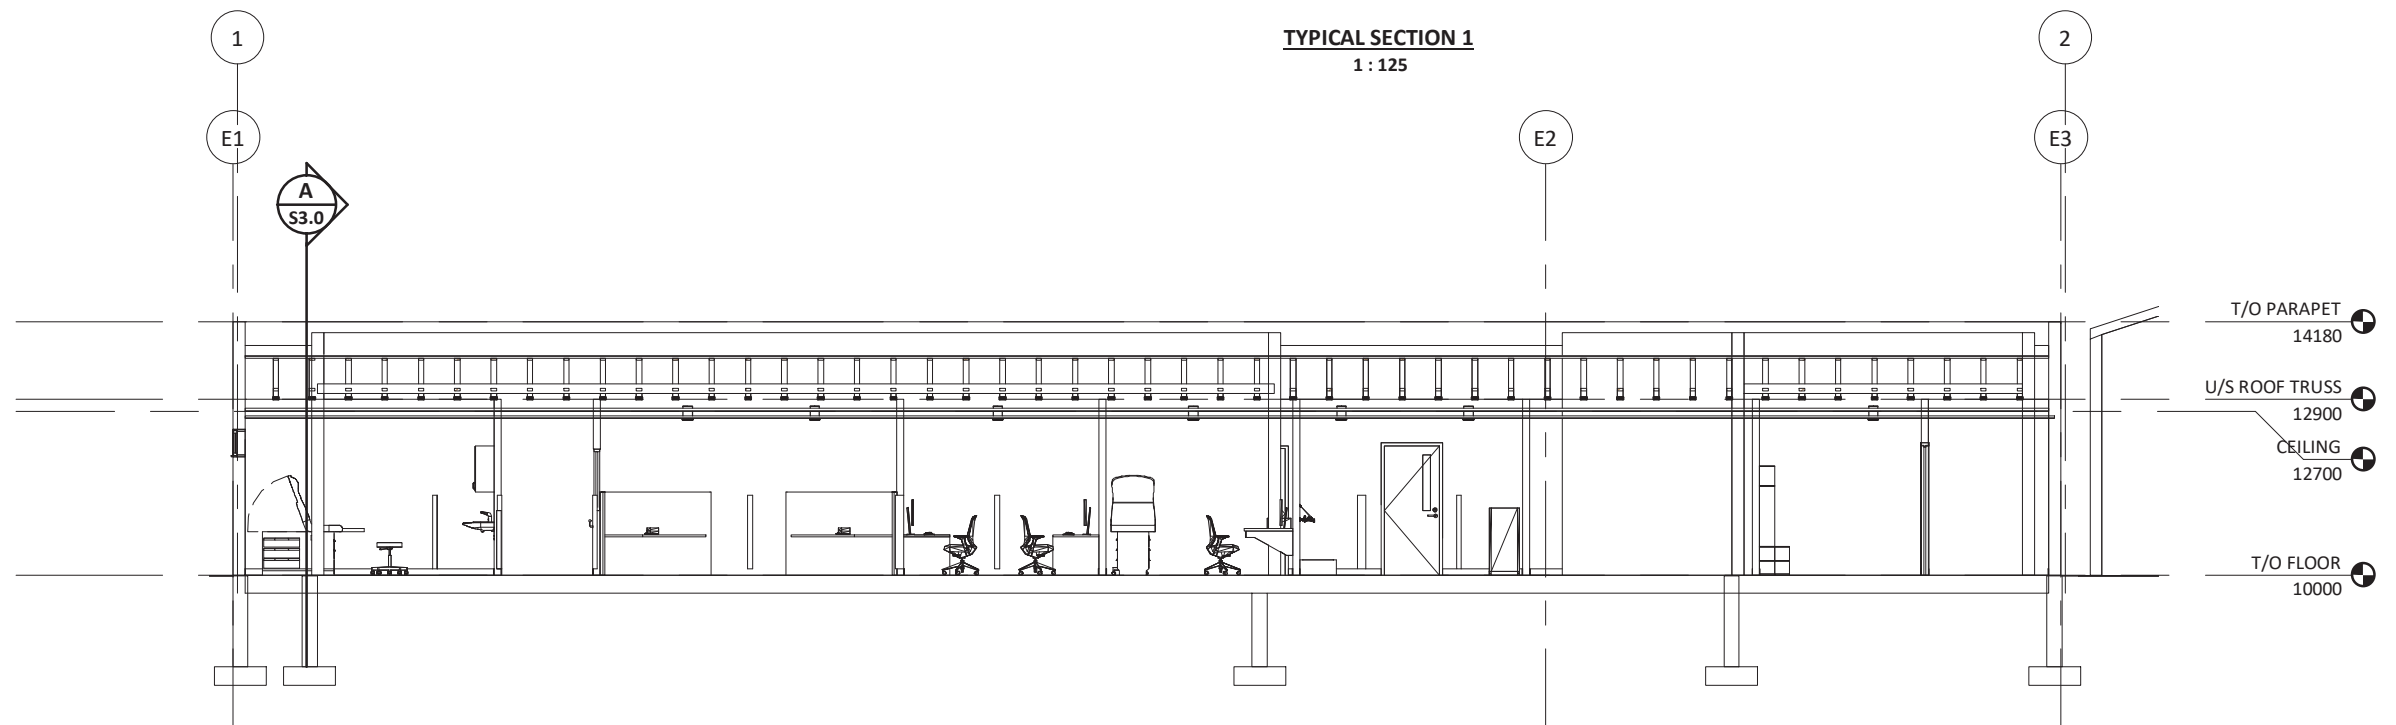 1
TYPICAL SECTION 1
1 : 125
2
E1
E2
E3
A
S3.0
T/O PARAPET
14180
U/S ROOF TRUSS
12900
CEILING
12700
T/O FLOOR
10000